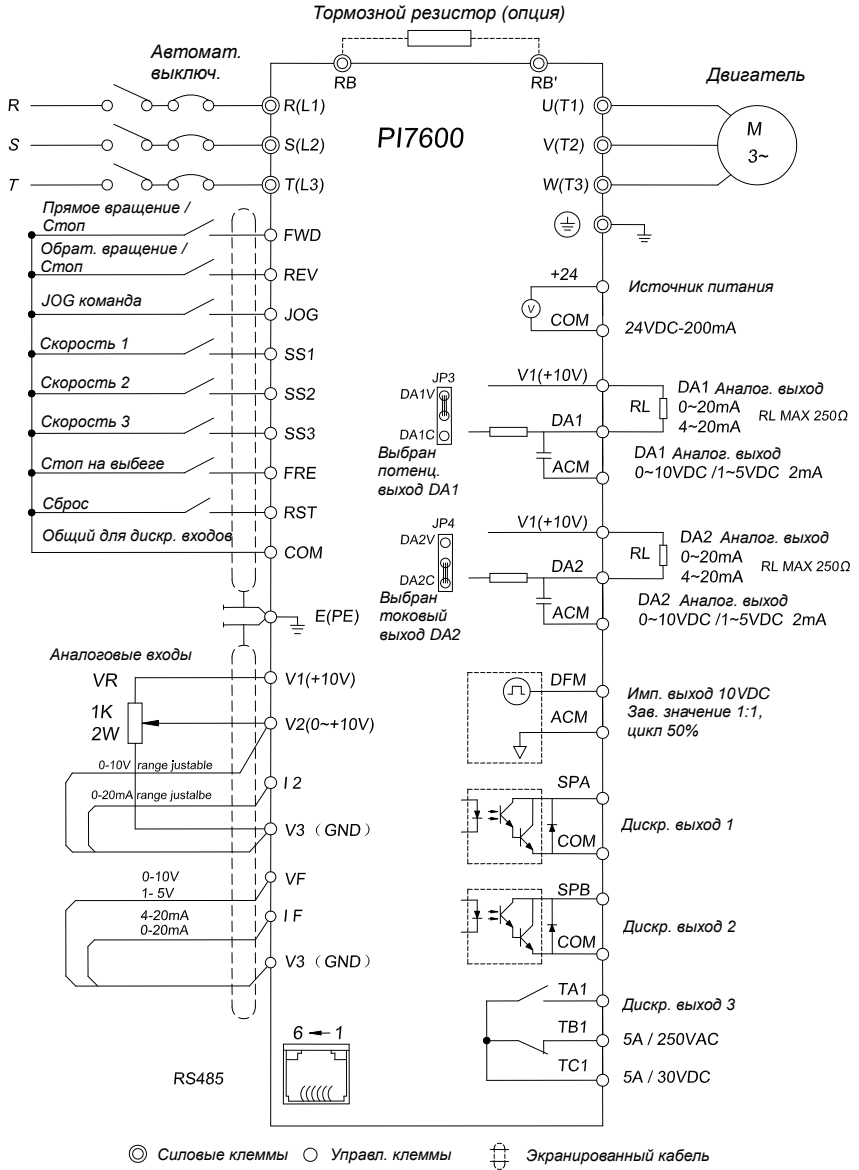 Тормозной резистор (опция)
Автомат.
выключ.
RB
RB'
Двигатель
R
R(L1)
U(T1)
PI7600
M
3~
S
S(L2)
V(T2)
T
T(L3)
W(T3)
Прямое вращение /
Стоп
FWD
Обрат. вращение /
Стоп
REV
JOG команда
JOG
Скорость 1
SS1
Скорость 2
SS2
Скорость 3
SS3
Стоп на выбеге
FRE
Сброс
RST
Общий для дискр. входов
COM
E(PE)
+24
V
COM
Источник питания
24VDC-200mA
JP3
DA1V
DA1C
Выбран
потенц.
выход DA1
V1(+10V)
DA1
ACM
RL
DA1 Аналог. выход
0~20mA
4~20mA
RL MAX 250Ω
DA1 Аналог. выход
0~10VDC /1~5VDC 2mA
JP4
DA2V
DA2C
Выбран
токовый
выход DA2
V1(+10V)
DA2
ACM
RL
DA2 Аналог. выход
0~20mA
4~20mA
RL MAX 250Ω
DA2 Аналог. выход
0~10VDC /1~5VDC 2mA
Аналоговые входы
VR
1K
2W
V1(+10V)
V2(0~+10V)
0-10V range justable
I 2
0-20mA range justalbe
V3 (GND)
0-10V
1- 5V
VF
4-20mA
0-20mA
I F
V3 (GND)
DFM
ACM
Имп. выход 10VDC
Зав. значение 1:1,
цикл 50%
SPA
COM
Дискр. выход 1
SPB
COM
Дискр. выход 2
TA1
Дискр. выход 3
TB1
5A / 250VAC
TC1
5A / 30VDC
6 1
RS485
Силовые клеммы
Управл. клеммы
Экранированный кабель